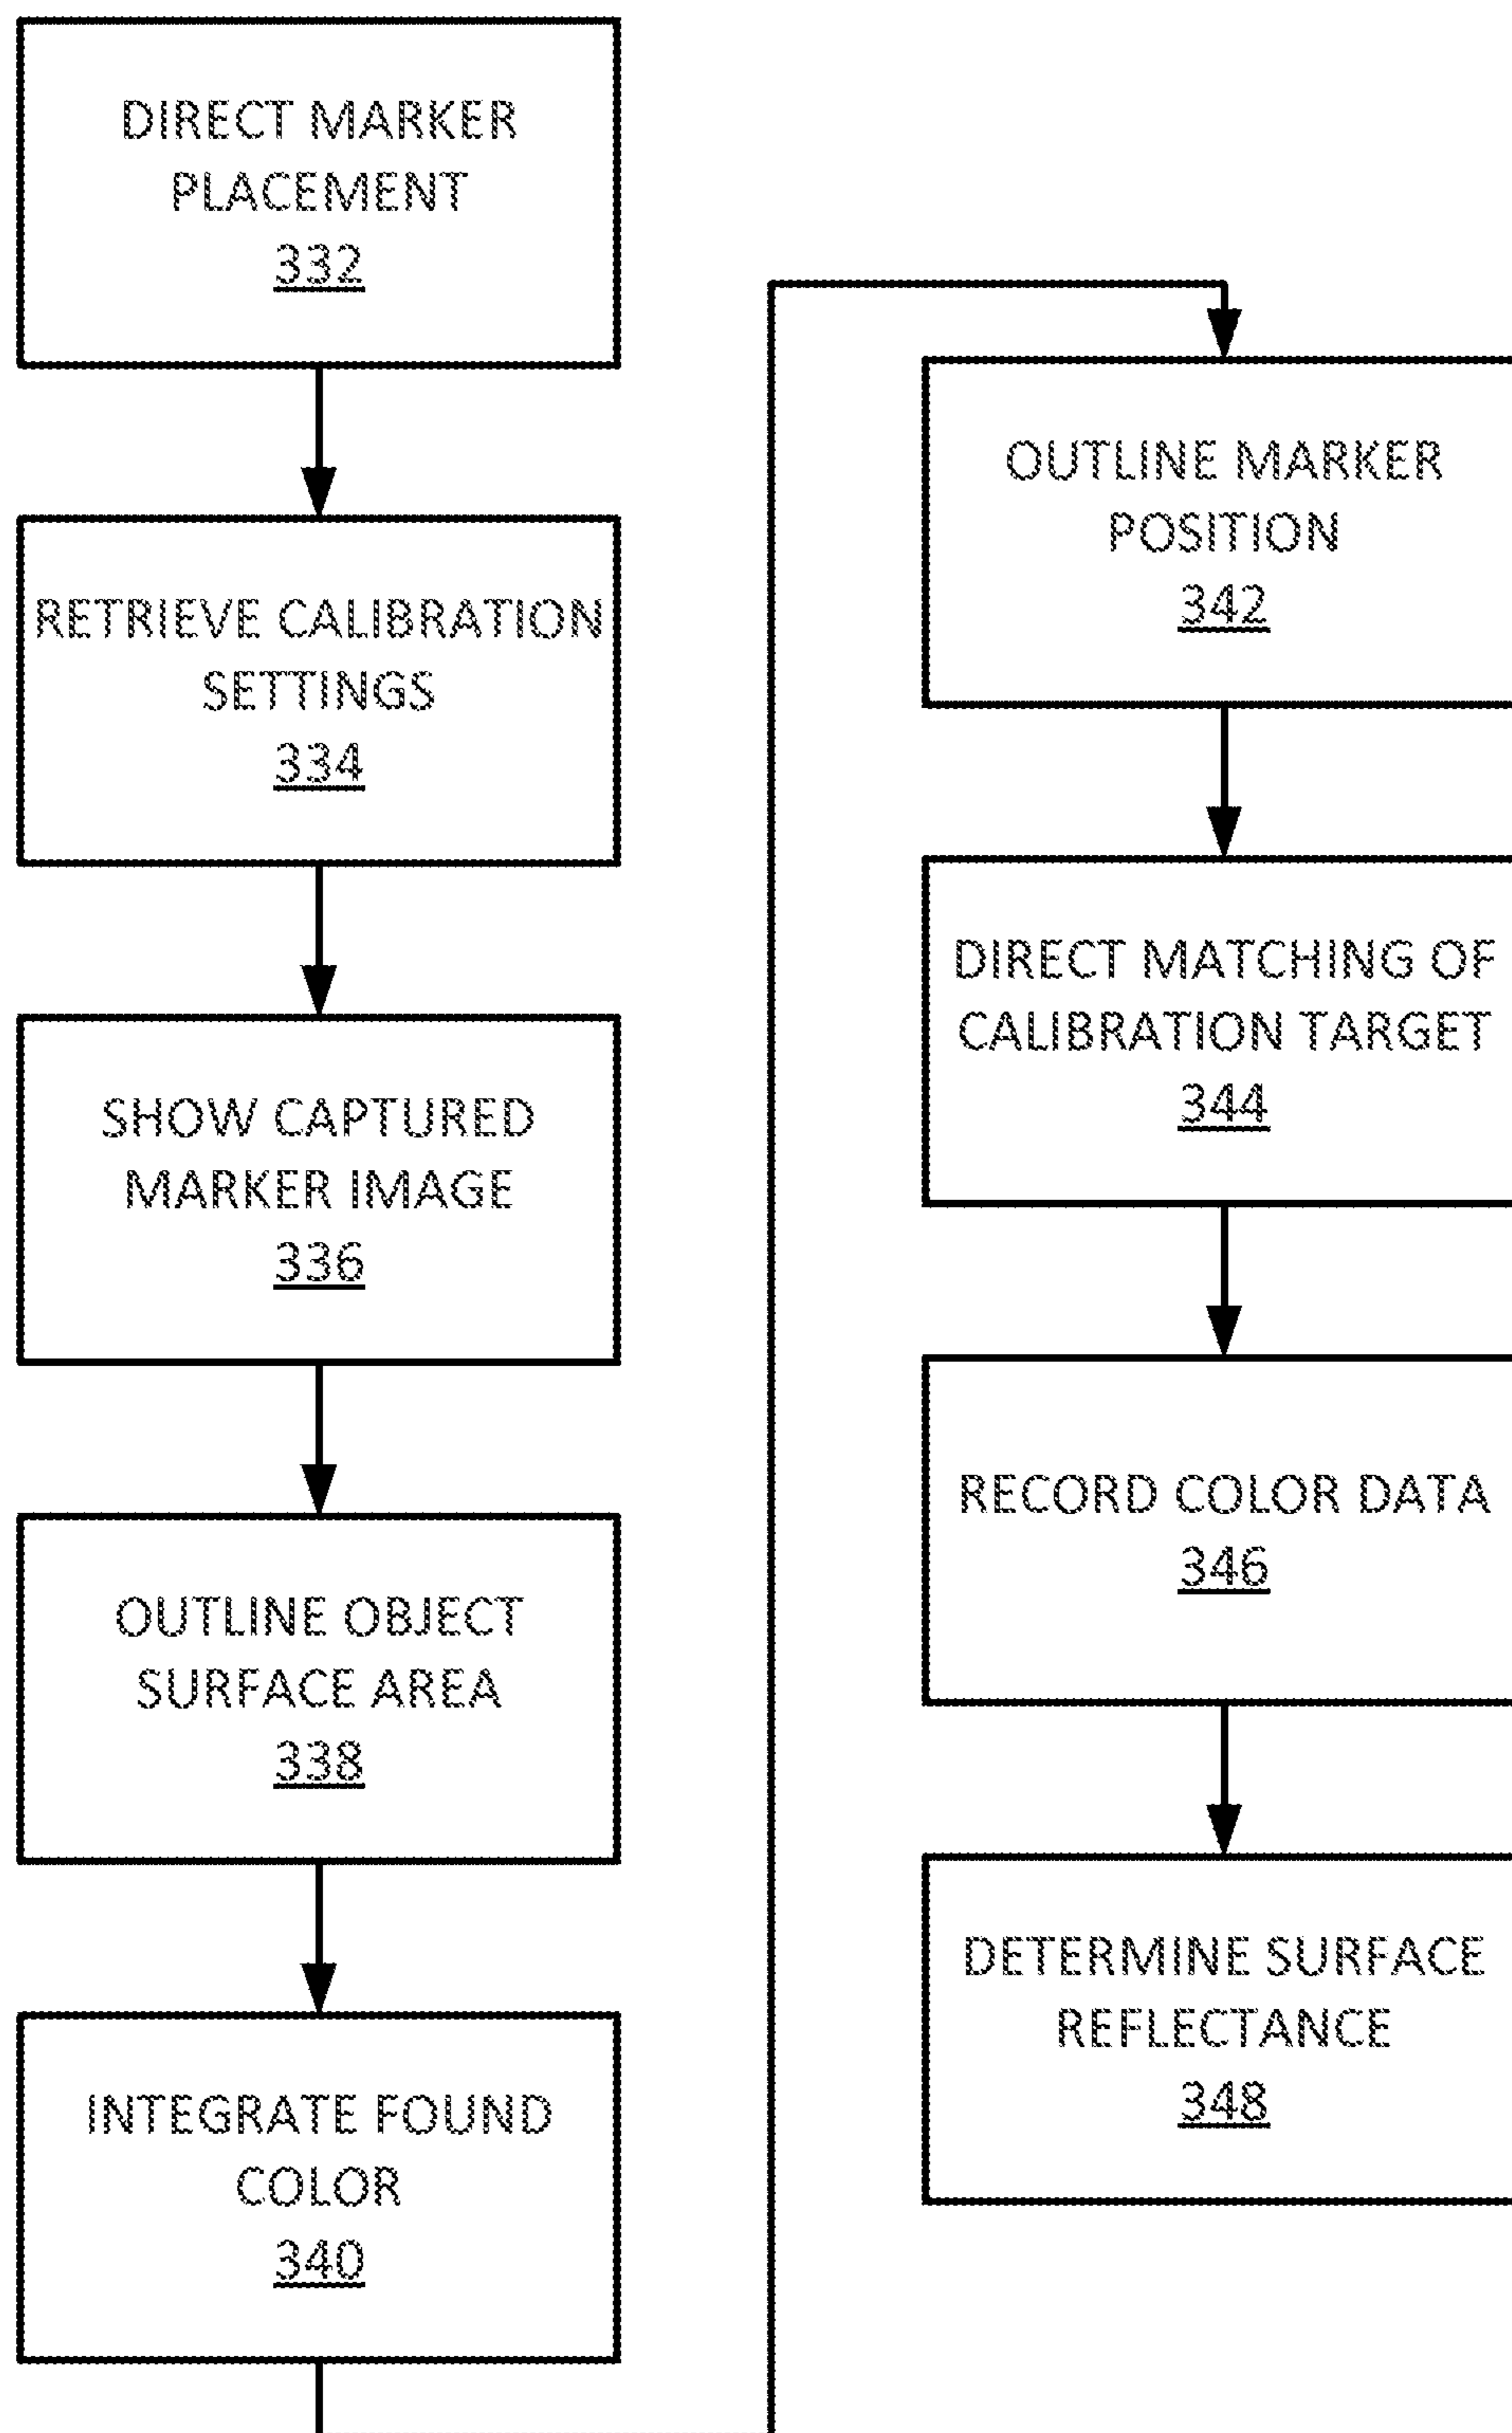 DIRECT MARKER
PLACEMENT
332
RETRIEVE CALIBRATION
SETTINGS
334
SHOW CAPTURED
MARKER IMAGE
336
OUTLINE OBJECT
SURFACE AREA
338
INTEGRATE FOUND
COLOR
340
OUTLINE MARKER
POSITION
342
DIRECT MATCHING OF
CALIBRATION TARGET
344
RECORD COLOR DATA
346
DETERMINE SURFACE
REFLECTANCE
348